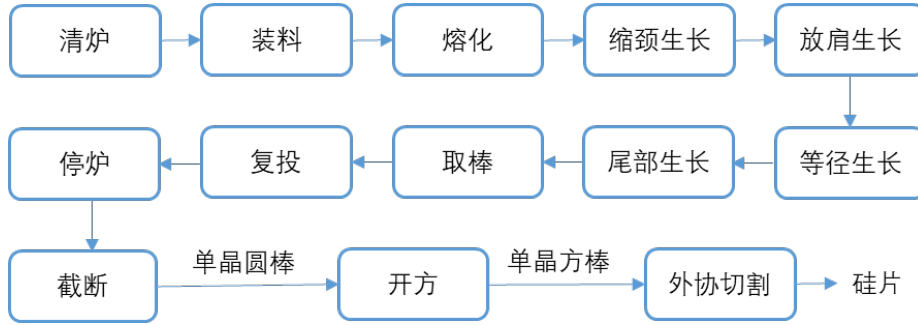 清炉
装料
熔化
缩颈生长
放肩生长
等径生长
尾部生长
取棒
复投
停炉
截断
单晶圆棒
开方
单晶方棒
外协切割
硅片